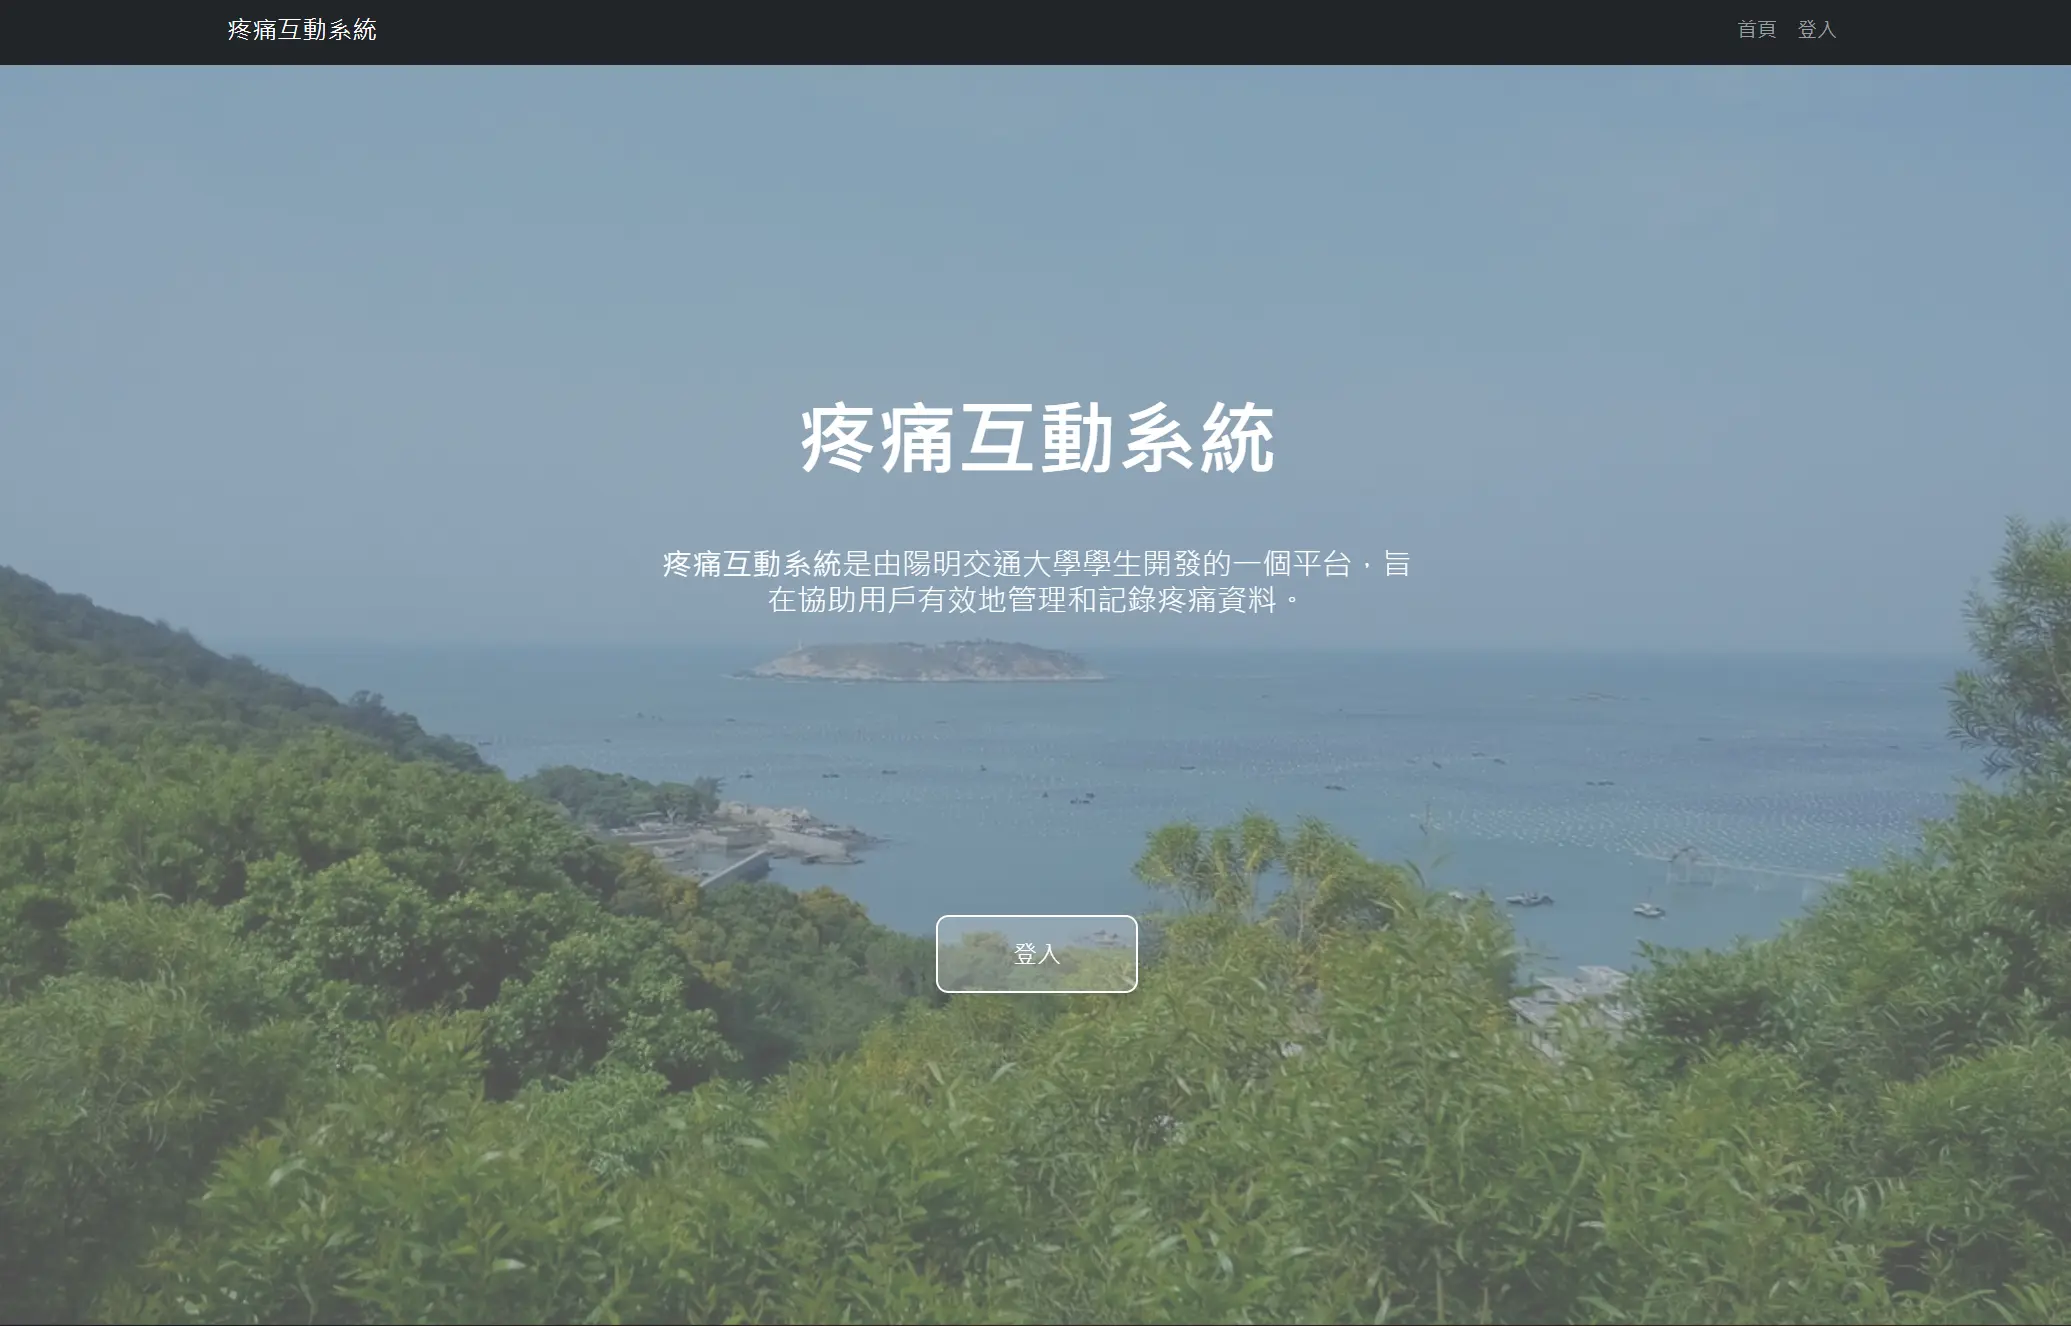 疼痛互動系統
首頁 登入
疼痛互動系統
疼痛互動系統是由陽明交通大學學生開發的一個平台，旨
在協助用戶有效地管理和記錄疼痛資料。
登入